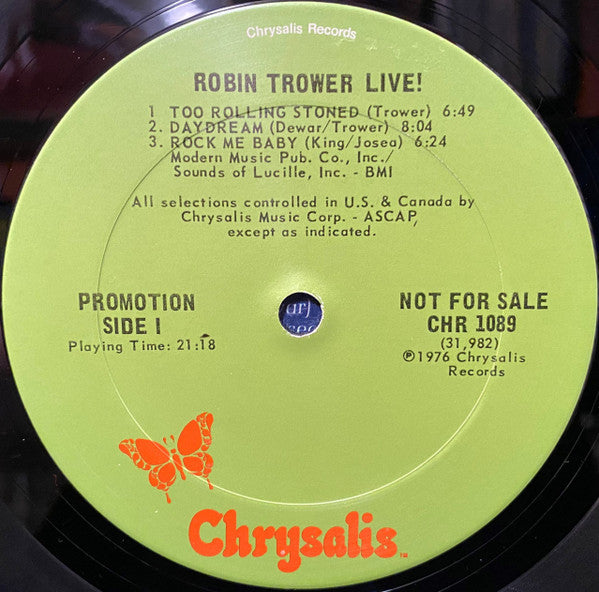 Chrysalis Records
ROBIN TROWER LIVE!
1 TOO ROLLING STONED (Trower) 6:49
2. DAYDREAM (Dewar/Trower) 8:04
3. ROCK ME BABY (King/Josea) 6:24
Modern Music Pub. Co., Inc./
Sounds of Lucille, Inc. - BMI
All selections controlled in U.S. & Canada by
Chrysalis Music Corp. - ASCAP,
except as indicated.
PROMOTION
SIDE I
Playing Time: 21:18
NOT FOR SALE
CHR 1089
(31,982)
℗1976 Chrysalis
Records
Chrysalis™